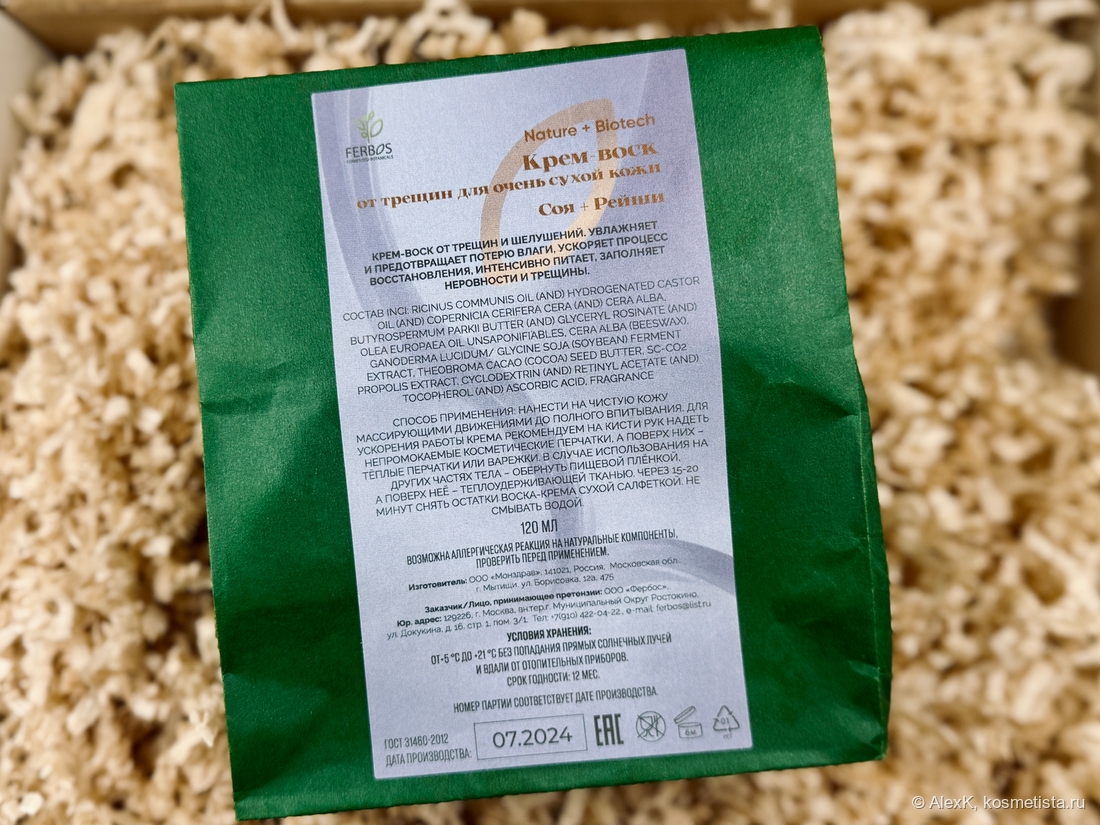 FERBOS
Nature + Biotech
Крем-воск
от трещин для очень сухой кожи
Соя + Рейши
КРЕМ-ВОСК ОТ ТРЕЩИН И ШЕЛУШЕНИЙ. УВЛАЖНЯЕТ
И ПРЕДОТВРАЩАЕТ ПОТЕРЮ ВЛАГИ. УСКОРЯЕТ ПРОЦЕСС
ВОССТАНОВЛЕНИЯ, ИНТЕНСИВНО ПИТАЕТ, ЗАПОЛНЯЕТ
НЕРОВНОСТИ И ТРЕЩИНЫ.
СОСТАВ INCI: RICINUS COMMUNIS OIL (AND) HYDROGENATED CASTOR
OIL (AND) COPERNICIA CERIFERA CERA (AND) CERA ALBA,
BUTYROSPERMUM PARKII BUTTER (AND) GLYCERYL ROSINATE (AND)
OLEA EUROPAEA OIL UNSAPONIFIABLES, CERA ALBA (BEESWAX),
GANODERMA LUCIDUM/ GLYCINE SOJA (SOYBEAN) FERMENT
EXTRACT, THEOBROMA CACAO (COCOA) SEED BUTTER, SC-CO2
PROPOLIS EXTRACT, CYCLODEXTRIN (AND) RETINYL ACETATE (AND)
TOCOPHEROL (AND) ASCORBIC ACID, FRAGRANCE
СПОСОБ ПРИМЕНЕНИЯ: НАНЕСТИ НА ЧИСТУЮ КОЖУ
МАССИРУЮЩИМИ ДВИЖЕНИЯМИ ДО ПОЛНОГО ВПИТЫВАНИЯ. ДЛЯ
УСКОРЕНИЯ РАБОТЫ КРЕМА РЕКОМЕНДУЕМ НА КИСТИ РУК НАДЕТЬ
НЕПРОМОКАЕМЫЕ КОСМЕТИЧЕСКИЕ ПЕРЧАТКИ, А ПОВЕРХ НИХ –
ТЁПЛЫЕ ПЕРЧАТКИ ИЛИ ВАРЕЖКИ. В СЛУЧАЕ ИСПОЛЬЗОВАНИЯ НА
ДРУГИХ ЧАСТЯХ ТЕЛА – ОБЕРНУТЬ ПИЩЕВОЙ ПЛЁНКОЙ,
А ПОВЕРХ НЕЁ – ТЕПЛОУДЕРЖИВАЮЩЕЙ ТКАНЬЮ. ЧЕРЕЗ 15-20
МИНУТ СНЯТЬ ОСТАТКИ ВОСКА-КРЕМА СУХОЙ САЛФЕТКОЙ. НЕ
СМЫВАТЬ ВОДОЙ.
120 МЛ
ВОЗМОЖНА АЛЛЕРГИЧЕСКАЯ РЕАКЦИЯ НА НАТУРАЛЬНЫЕ КОМПОНЕНТЫ,
ПРОВЕРИТЬ ПЕРЕД ПРИМЕНЕНИЕМ.
Изготовитель: ООО «Монздрав», 141021, Россия, Московская обл.,
г. Мытищи, ул. Борисовка, 12а, 475
Заказчик/Лицо, принимающее претензии: ООО «Фербос»,
Юр. адрес: 129226, г. Москва, вн.тер.г. Муниципальный Округ Ростокино,
ул. Докукина, д. 16, стр. 1, пом. 3/1. Тел: +7(910) 422-04-22, e-mail: ferbos@list.ru
УСЛОВИЯ ХРАНЕНИЯ:
ОТ+5 °С ДО +21 °С БЕЗ ПОПАДАНИЯ ПРЯМЫХ СОЛНЕЧНЫХ ЛУЧЕЙ
И ВДАЛИ ОТ ОТОПИТЕЛЬНЫХ ПРИБОРОВ.
СРОК ГОДНОСТИ: 12 МЕС.
НОМЕР ПАРТИИ СООТВЕТСТВУЕТ ДАТЕ ПРОИЗВОДСТВА.
ГОСТ 31460-2012
ДАТА ПРОИЗВОДСТВА:
07.2024
EAC
6M
01
© AlexK, kosmetista.ru